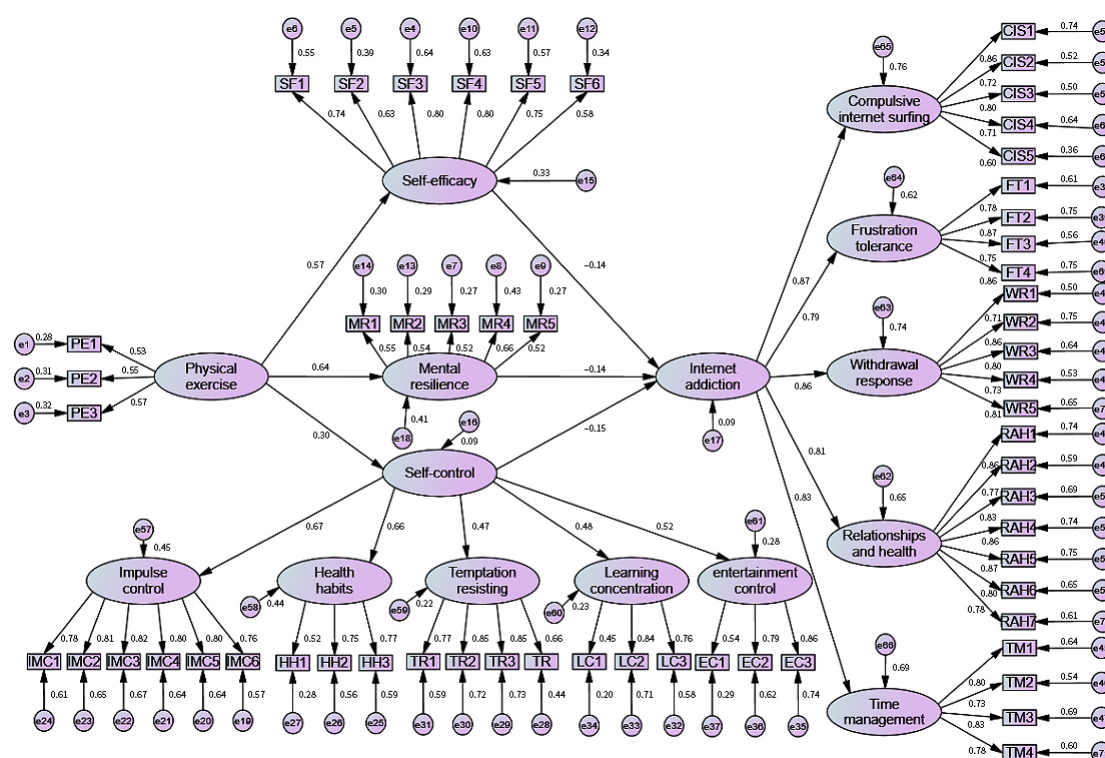 e6 e5 e4 e10 e11 e12
0.55 0.39 0.64 0.63 0.57 0.34
SF1 SF2 SF3 SF4 SF5 SF6
0.74 0.63 0.80 0.80 0.75 0.58
Self-efficacy
0.33 e15
0.57
-0.14
e14 e13 e7 e8 e9
0.30 0.29 0.27 0.43 0.27
MR1 MR2 MR3 MR4 MR5
0.55 0.54 0.52 0.66 0.52
e1 0.28 PE1 0.53
e2 0.31 PE2 0.55
e3 0.32 PE3 0.57
Physical
exercise
0.64
Mental
resilience
-0.14
Internet
addiction
e18 0.41
e17 0.09
0.30
-0.15
e16
0.09
Self-control
0.67 0.66 0.47 0.48 0.52
e57
0.45
Impulse
control
e58 0.44
Health
habits
e59 0.22
Temptation
resisting
e60 0.23
Learning
concentration
e61
0.28
entertainment
control
0.78 0.81 0.82 0.80 0.80 0.76
IMC1 IMC2 IMC3 IMC4 IMC5 IMC6
0.61 0.65 0.67 0.64 0.64 0.57
e24 e23 e22 e21 e20 e19
0.52 0.75 0.77
HH1 HH2 HH3
0.28 0.56 0.59
e27 e26 e25
0.77 0.85 0.85 0.66
TR1 TR2 TR3 TR
0.59 0.72 0.73 0.44
e31 e30 e29 e28
0.45 0.84 0.76
LC1 LC2 LC3
0.20 0.71 0.58
e34 e33 e32
0.54 0.79 0.86
EC1 EC2 EC3
0.29 0.62 0.74
e37 e36 e35
0.87
0.79
0.86
0.81
0.83
e65
0.76
Compulsive
internet surfing
0.86
0.72
0.80
0.71
0.60
CIS1 0.74
CIS2 0.52
CIS3 0.50
CIS4 0.64
CIS5 0.36
e64
0.62
Frustration
tolerance
0.78
0.87
0.75
0.86
FT1 0.61
FT2 0.75
FT3 0.56
FT4 0.75
e63
0.74
Withdrawal
response
0.71
0.86
0.80
0.73
0.81
WR1 0.50
WR2 0.75
WR3 0.64
WR4 0.53
WR5 0.65
e62
0.65
Relationships
and health
0.86
0.77
0.83
0.86
0.87
0.80
0.78
RAH1 0.74
RAH2 0.59
RAH3 0.69
RAH4 0.74
RAH5 0.75
RAH6 0.65
RAH7 0.61
e66
0.69
Time
management
0.80
0.73
0.83
0.78
TM1 0.64
TM2 0.54
TM3 0.69
TM4 0.60